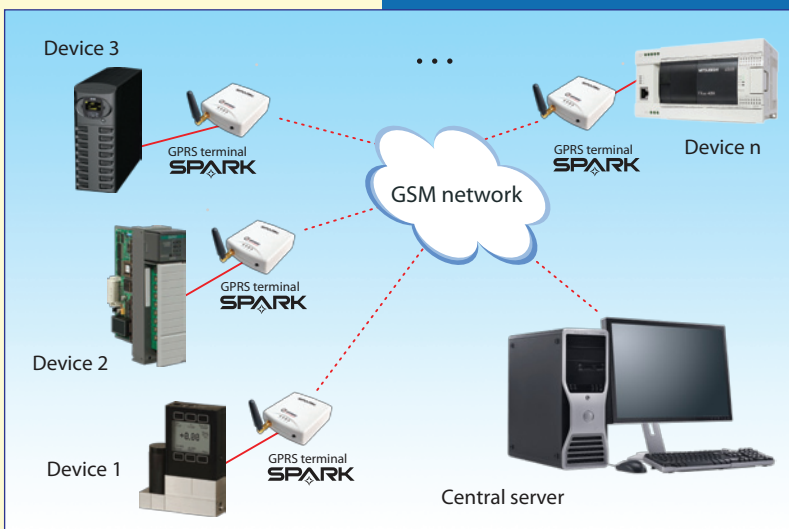 Device 3
...
GPRS terminal
SPARK
GPRS terminal
SPARK
Device n
GSM network
GPRS terminal
SPARK
Device 2
GPRS terminal
SPARK
Device 1
Central server